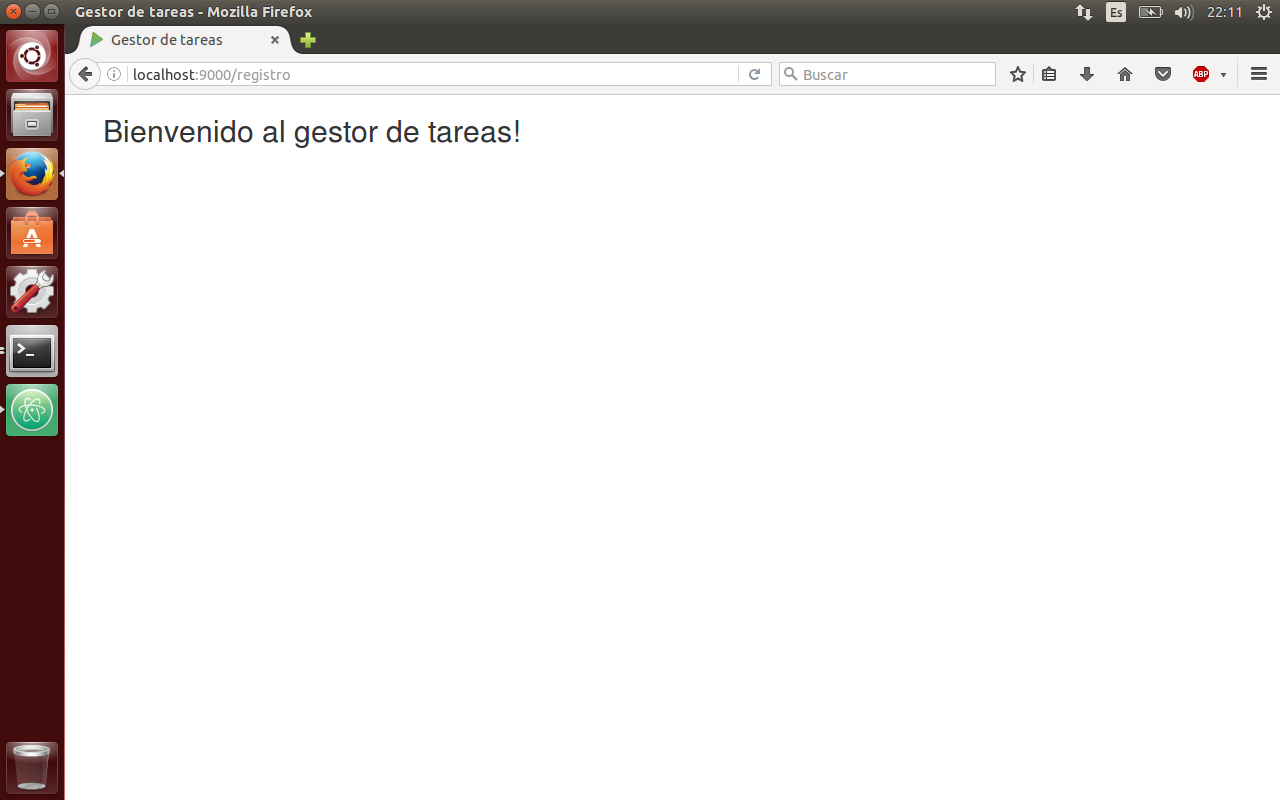 Gestor de tareas - Mozilla Firefox
Es
22:11
Gestor de tareas
localhost:9000/registro
Buscar
ABP
Bienvenido al gestor de tareas!
>_